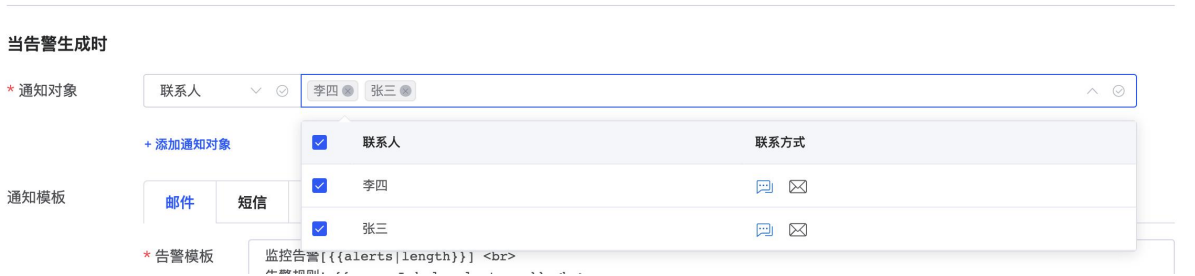 当告警生成时
* 通知对象 联系人 李四 张三
+ 添加通知对象
联系人 联系方式
李四
通知模板 邮件 短信
张三
* 告警模板 监控告警[{{alerts|length}}] <br>